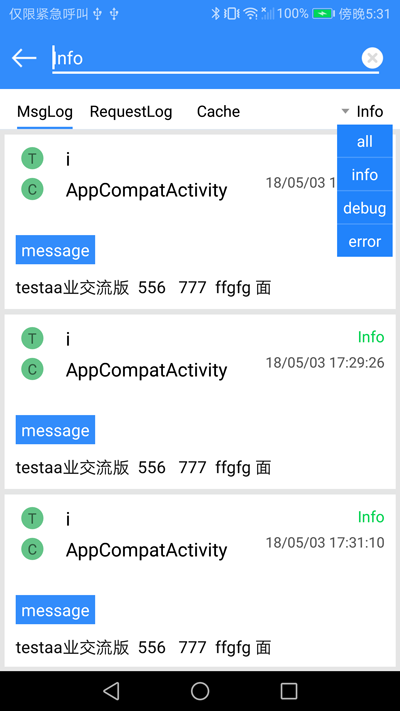 仅限紧急呼叫 100% 傍晚5:31
Info
MsgLog RequestLog Cache Info
all
info
debug
error
T i
C AppCompatActivity
18/05/03 1
message
testaa业交流版 556 777 ffgfg 面
T i Info
C AppCompatActivity 18/05/03 17:29:26
message
testaa业交流版 556 777 ffgfg 面
T i Info
C AppCompatActivity 18/05/03 17:31:10
message
testaa业交流版 556 777 ffgfg 面